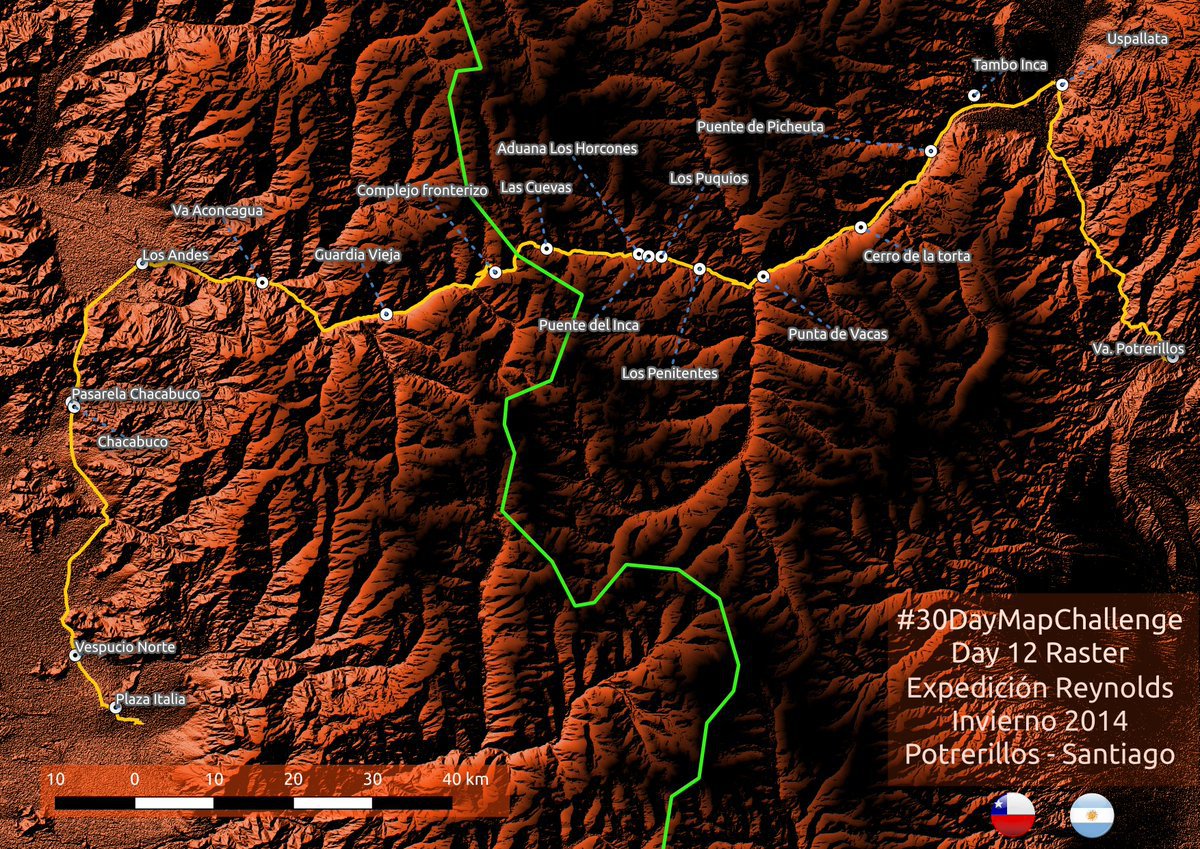 Uspallata
Tambo Inca
Puente de Picheuta
Aduana Los Horcones
Los Puquios
Las Cuevas
Complejo fronterizo
Va Aconcagua
Los Andes
Guardia Vieja
Cerro de la torta
Puente del Inca
Punta de Vacas
Va. Potrerillos
Los Penitentes
Pasarela Chacabuco
Chacabuco
Vespucio Norte
Plaza Italia
#30DayMapChallenge
Day 12 Raster
Expedición Reynolds
Invierno 2014
Potrerillos - Santiago
10 0 10 20 30 40 km